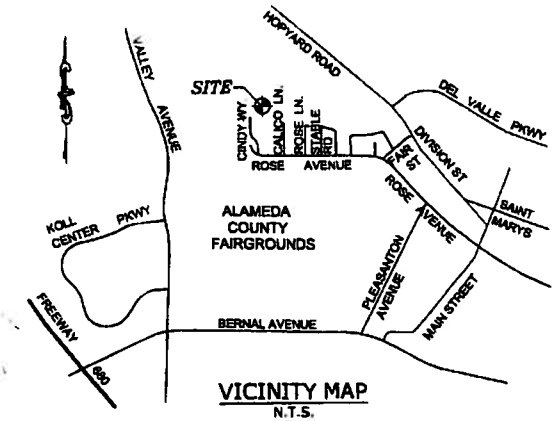 HOPYARD ROAD
VALLEY
AVENUE
DEL VALLE PKWY
SITE
CINDY WY
CALICO LN.
ROSE LN.
STABLE
RD
DIVISION ST
FAIR
ST
ROSE AVENUE
ROSE
AVENUE
SAINT
MARYS
ALAMEDA
COUNTY
FAIRGROUNDS
KOLL
CENTER PKWY
PLEASANTON
AVENUE
MAIN STREET
FREEWAY
680
BERNAL AVENUE
VICINITY MAP
N.T.S.